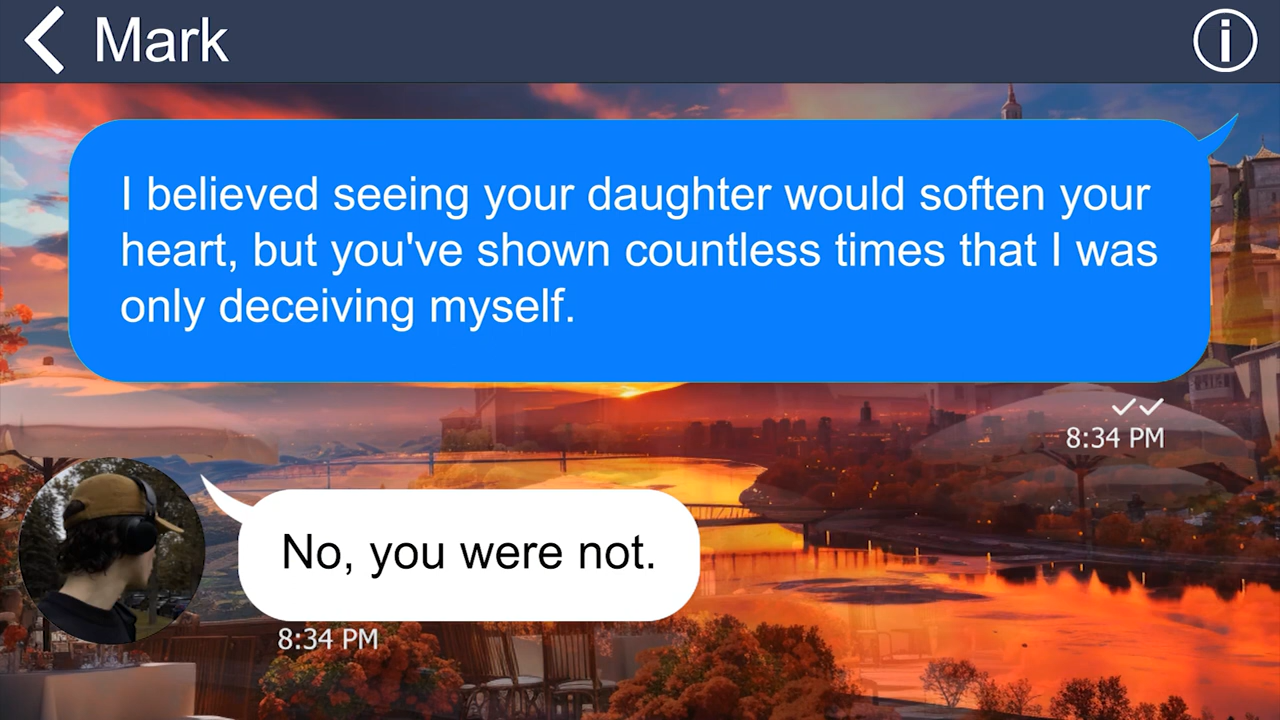 Mark
I believed seeing your daughter would soften your
heart, but you've shown countless times that I was
only deceiving myself.
8:34 PM
No, you were not.
8:34 PM